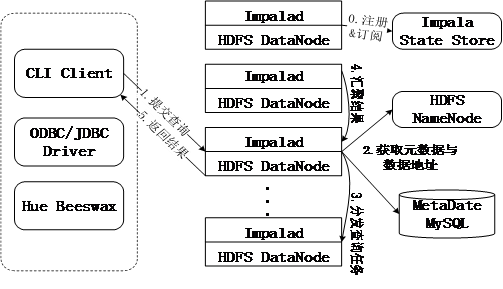 CLI Client
ODBC/JDBC
Driver
Hue Beeswax
1. 提交查询
5. 返回结果
Impalad
HDFS DataNode
0. 注册
&订阅
Impala
State Store
Impalad
HDFS DataNode
4. 汇聚结果
HDFS
NameNode
Impalad
HDFS DataNode
2. 获取元数据与
数据地址
3. 分发查询任务
MetaDate
MySQL
Impalad
HDFS DataNode